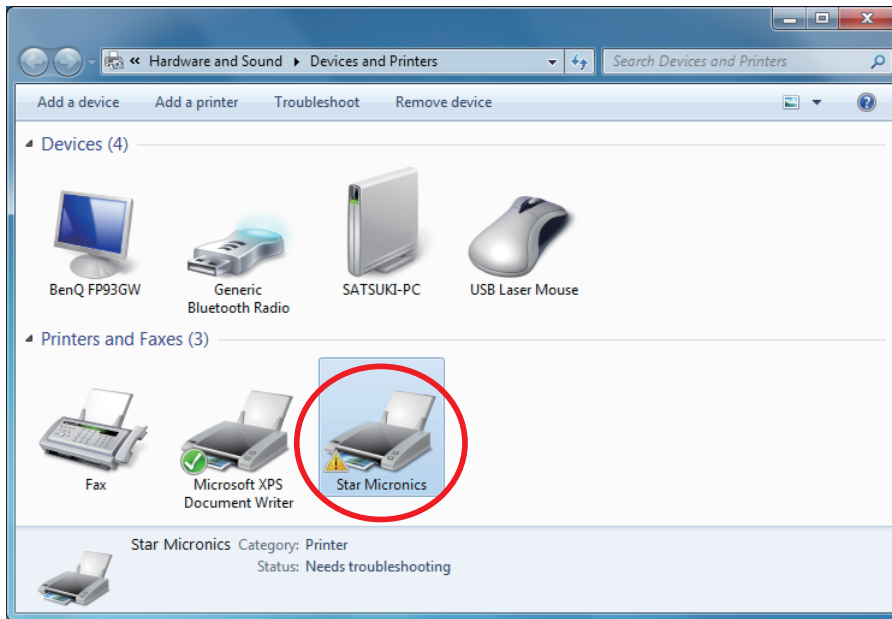 « Hardware and Sound ▸ Devices and Printers
Search Devices and Printers
Add a device Add a printer Troubleshoot Remove device
Devices (4)
BenQ FP93GW
Generic
Bluetooth Radio
SATSUKI-PC
USB Laser Mouse
Printers and Faxes (3)
Fax
Microsoft XPS
Document Writer
Star Micronics
Star Micronics Category: Printer
Status: Needs troubleshooting